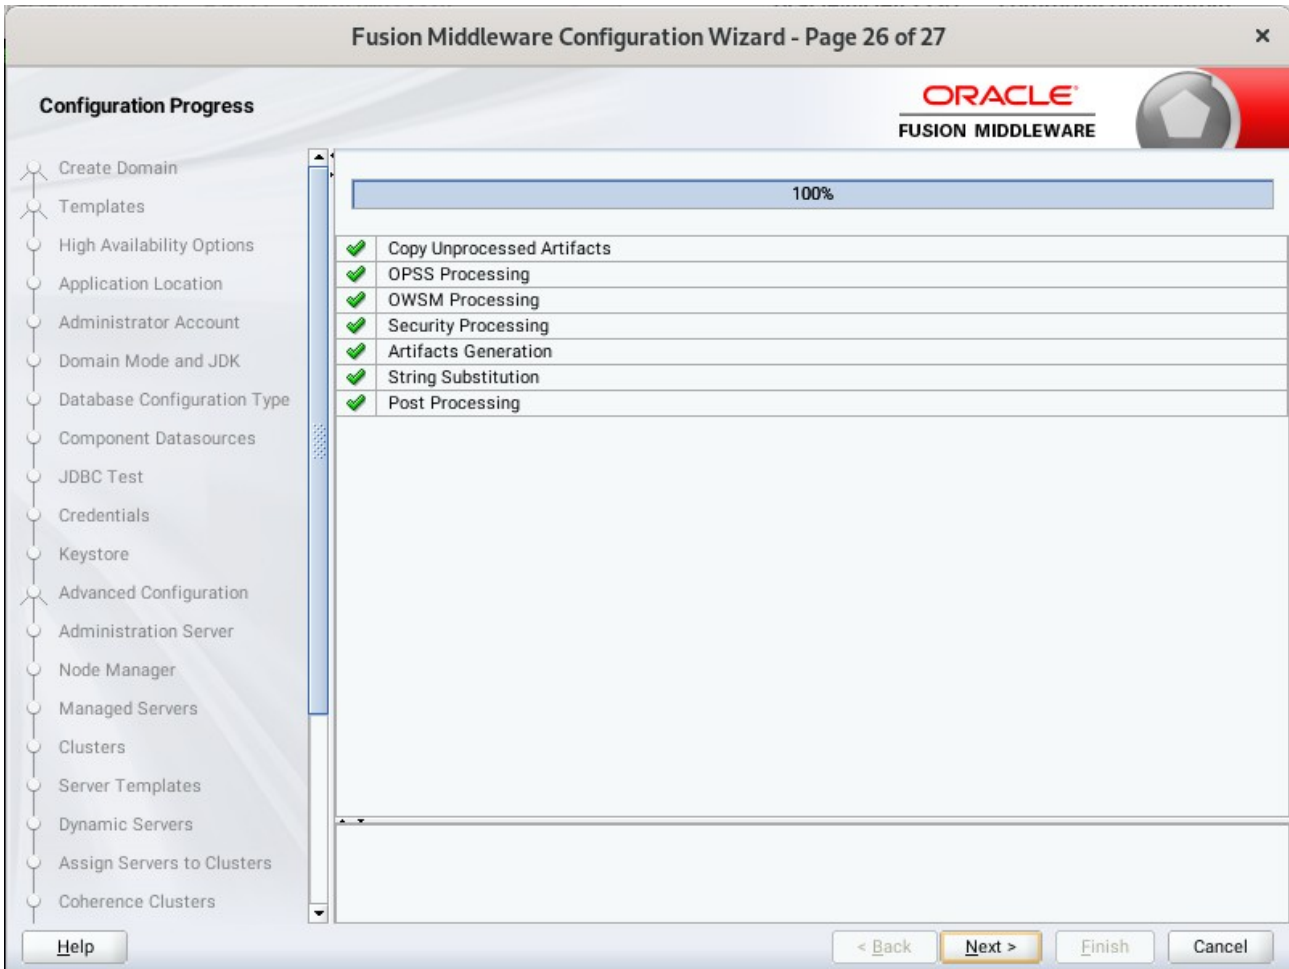 Fusion Middleware Configuration Wizard - Page 26 of 27
Configuration Progress
ORACLE
FUSION MIDDLEWARE
Create Domain
Templates
High Availability Options
Application Location
Administrator Account
Domain Mode and JDK
Database Configuration Type
Component Datasources
JDBC Test
Credentials
Keystore
Advanced Configuration
Administration Server
Node Manager
Managed Servers
Clusters
Server Templates
Dynamic Servers
Assign Servers to Clusters
Coherence Clusters
100%
Copy Unprocessed Artifacts
OPSS Processing
OWSM Processing
Security Processing
Artifacts Generation
String Substitution
Post Processing
Help
< Back
Next >
Finish
Cancel